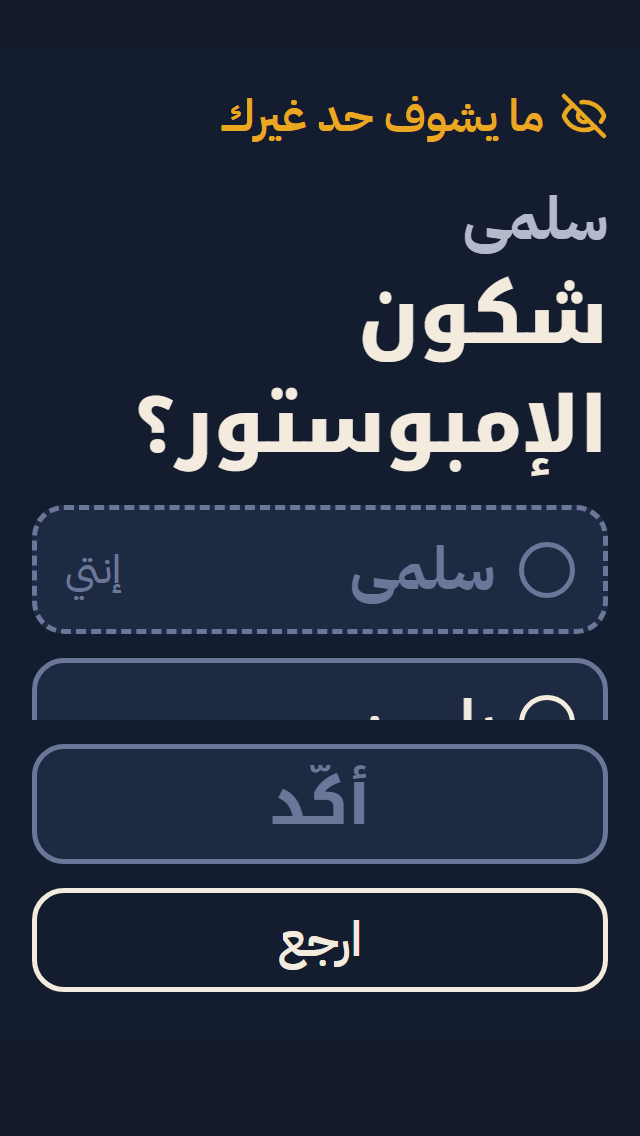 ما يشوف حد غيرك
سلمى
شكون
الإمبوستور؟
سلمى
إنتي
أكّد
ارجع